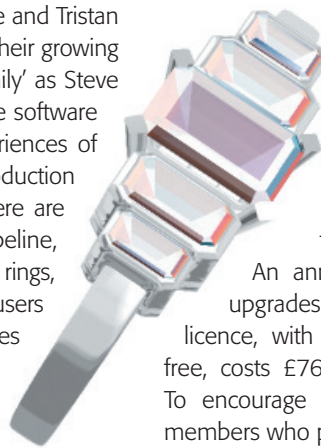 e and Tristan
heir growing
ily’ as Steve
e software
riences of
oduction
ere are
peline,
rings,
users
es
An ann
upgrades
licence, with
free, costs £76
To encourage
members who p